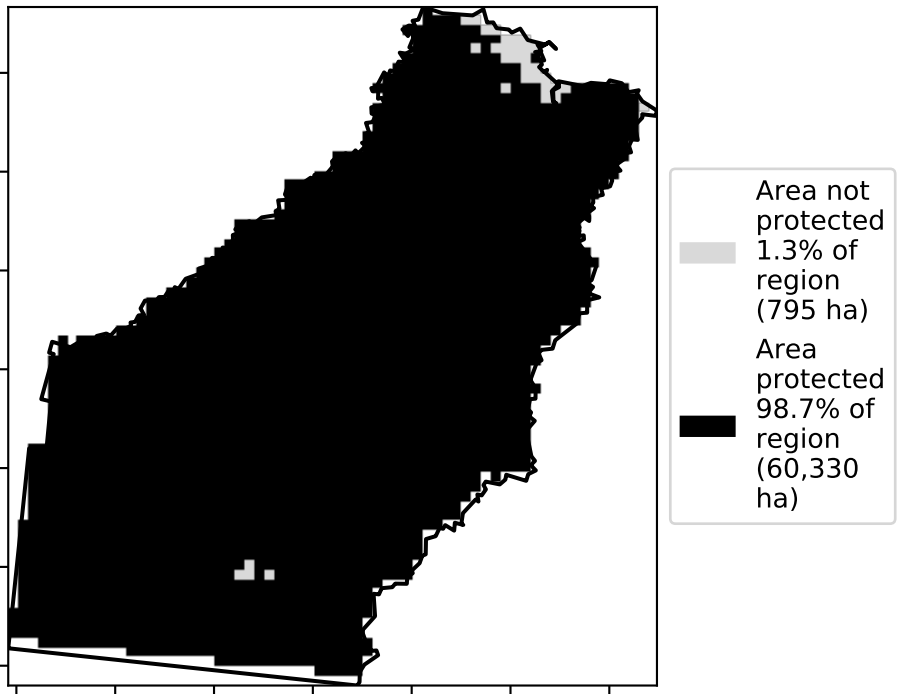 Area not
protected
1.3% of
region
(795 ha)
Area
protected
98.7% of
region
(60,330
ha)